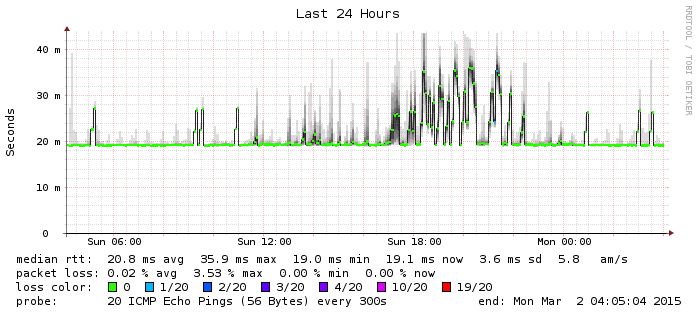 Last 24 Hours
RRDTOOL / TOBI OETIKER
Seconds
40 m
30 m
20 m
10 m
0
Sun 06:00 Sun 12:00 Sun 18:00 Mon 00:00
median rtt: 20.8 ms avg 35.9 ms max 19.0 ms min 19.1 ms now 3.6 ms sd 5.8 am/s
packet loss: 0.02 % avg 3.53 % max 0.00 % min 0.00 % now
loss color: 0 1/20 2/20 3/20 4/20 10/20 19/20
probe: 20 ICMP Echo Pings (56 Bytes) every 300s end: Mon Mar 2 04:05:04 2015